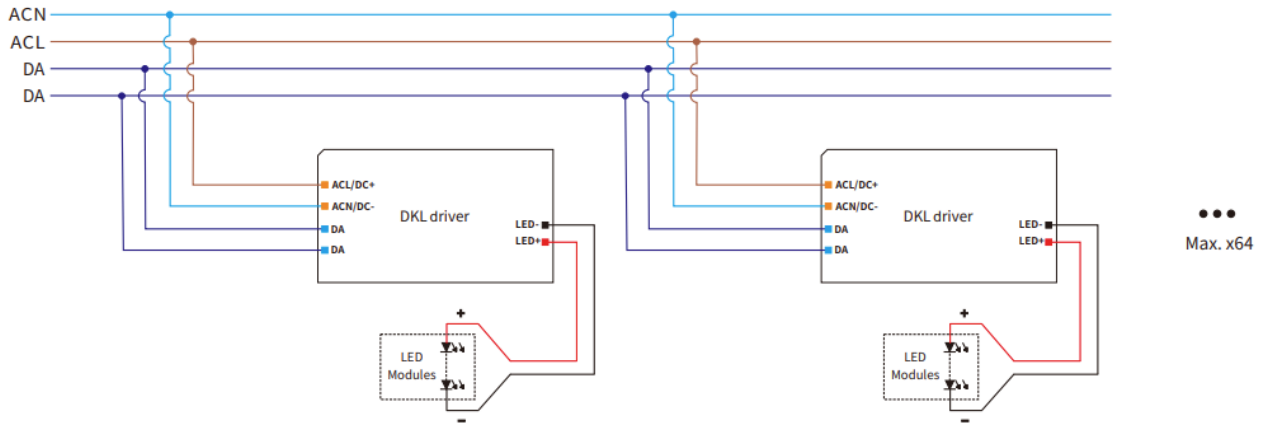 ACN
ACL
DA
DA
ACL/DC+
ACN/DC-
DA
DA
DKL driver
LED-
LED+
ACL/DC+
ACN/DC-
DA
DA
DKL driver
LED-
LED+
•••
Max. x64
+
LED
Modules
-
+
LED
Modules
-